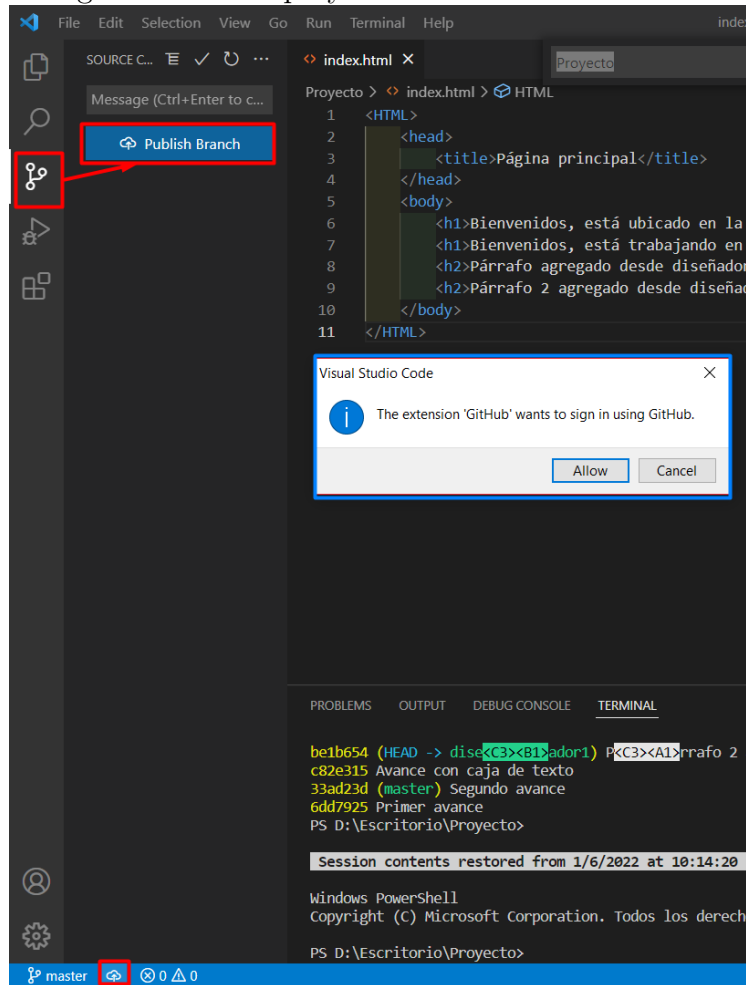 File Edit Selection View Go Run Terminal Help
SOURCE C...
index.html
Proyecto
Message (Ctrl+Enter to c...
Publish Branch
Proyecto > index.html > HTML
1 <HTML>
2 <head>
3 <title>Página principal</title>
4 </head>
5 <body>
6 <h1>Bienvenidos, está ubicado en la
7 <h1>Bienvenidos, está trabajando en
8 <h2>Párrafo agregado desde diseñador
9 <h2>Párrafo 2 agregado desde
10 </body>
11 </HTML>
Visual Studio Code
The extension 'GitHub' wants to sign in using GitHub.
Allow Cancel
PROBLEMS OUTPUT DEBUG CONSOLE TERMINAL
be1b654 (HEAD -> dise<C3><B1>ador1) P<C3><A1>rrafo 2
c82e315 Avance con caja de texto
33ad23d (master) Segundo avance
6dd7925 Primer avance
PS D:\Escritorio\Proyecto>
Session contents restored from 1/6/2022 at 10:14:20
Windows PowerShell
Copyright (C) Microsoft Corporation. Todos los
PS D:\Escritorio\Proyecto>
master 0 0